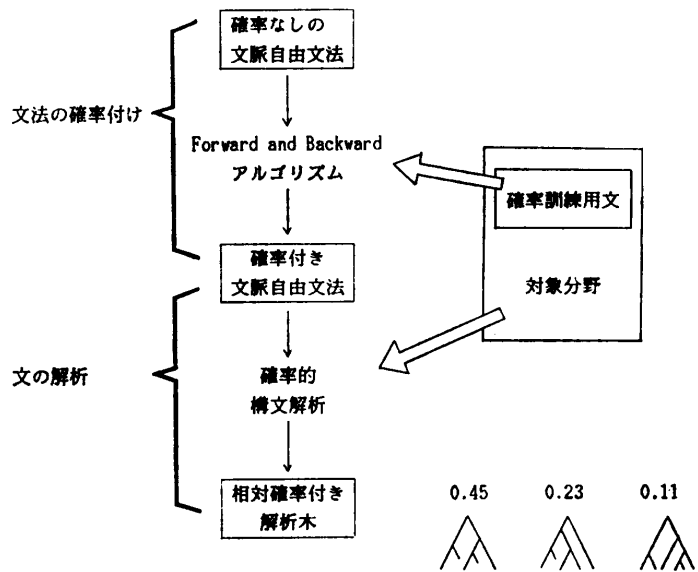 確率なしの
文脈自由文法
文法の確率付け
Forward and Backward
アルゴリズム
確率訓練用文
確率付き
文脈自由文法
対象分野
文の解析
確率的
構文解析
相対確率付き
解析木
0.45
0.23
0.11